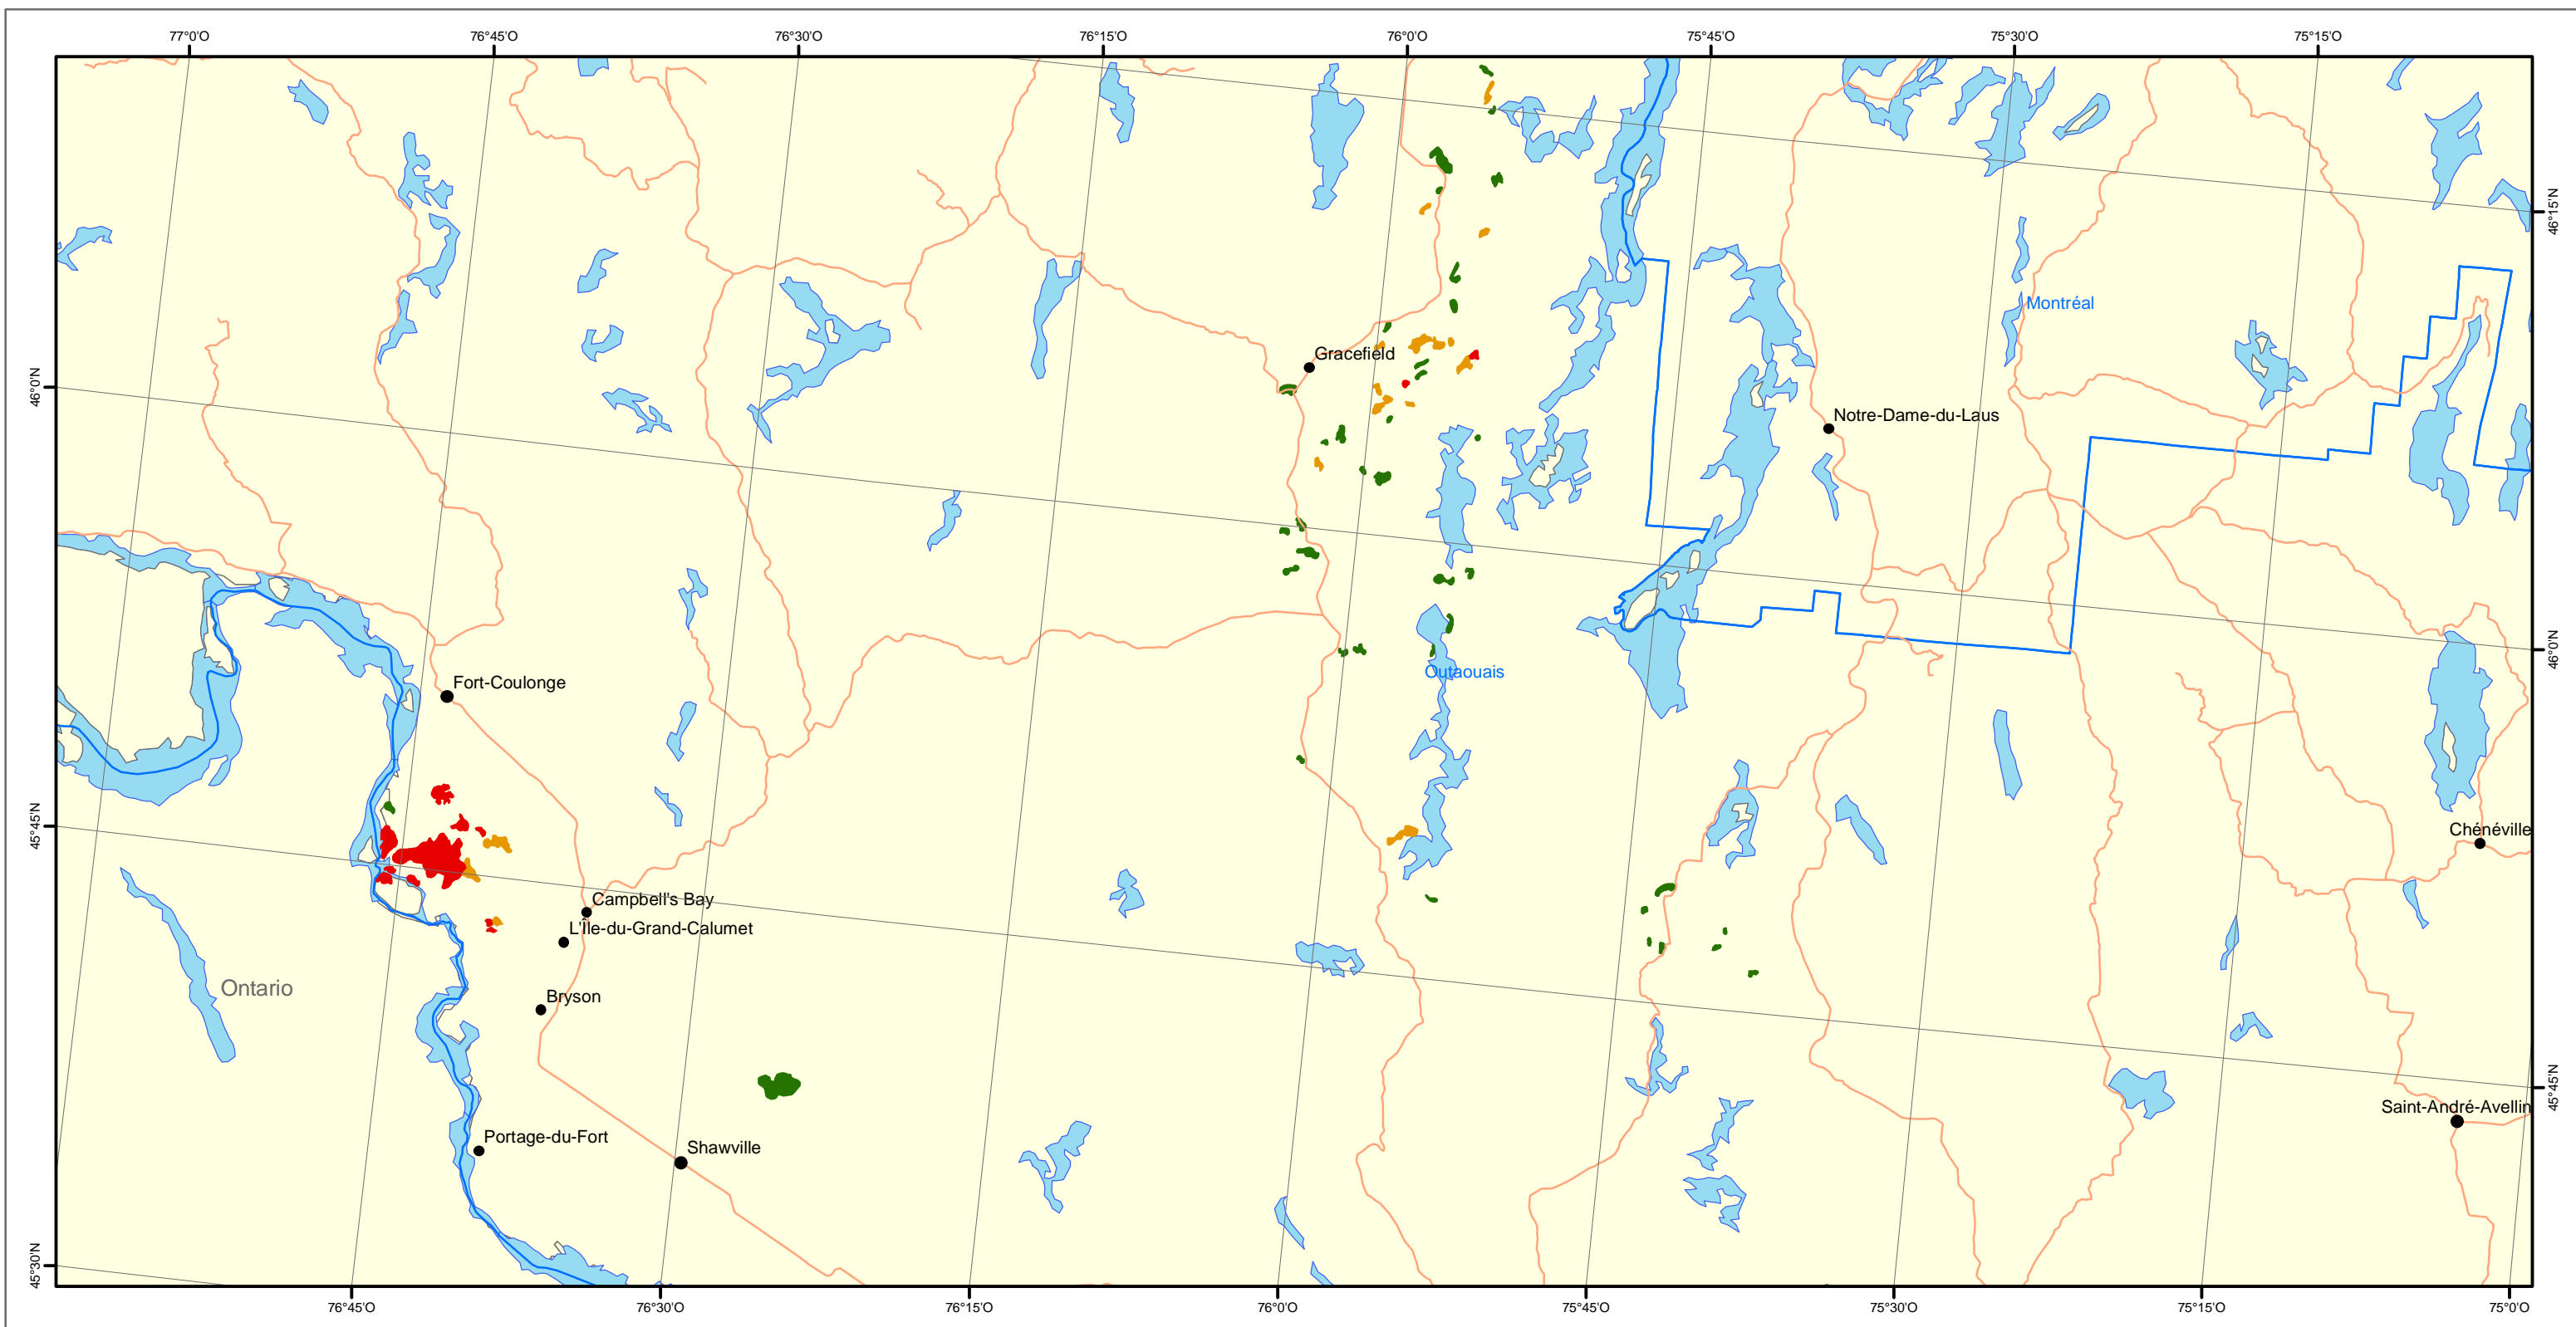 77°0'O 76°45'O 76°30'O 76°15'O 76°0'O 75°45'O 75°30'O 75°15'O
46°15'N
Montréal
Gracefield
46°0'N
Notre-Dame-du-Laus
46°0'N
Outaouais
Fort-Coulonge
45°45'N
Chénéville
Campbell's Bay
L'Île-du-Grand-Calumet
Ontario
Bryson
45°45'N
Saint-André-Avellin
Portage-du-Fort
Shawville
45°30'N
76°45'O 76°30'O 76°15'O 76°0'O 75°45'O 75°30'O 75°15'O 75°0'O